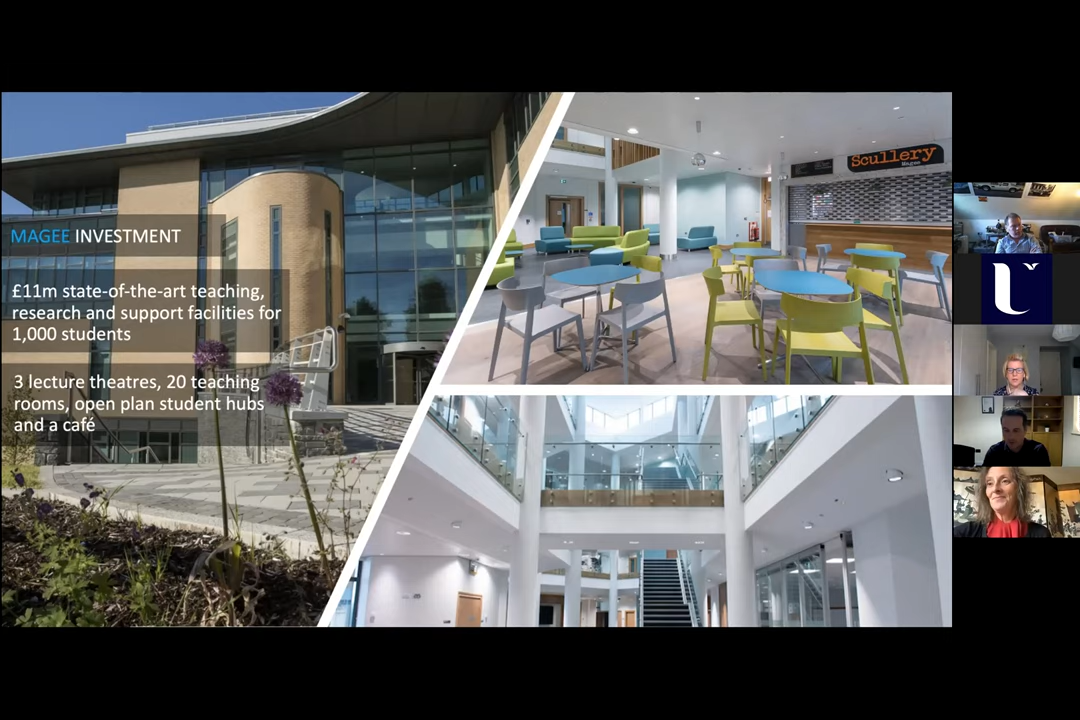 MAGEE INVESTMENT
£11m state-of-the-art teaching,
research and support facilities for
1,000 students
3 lecture theatres, 20 teaching
rooms, open plan student hubs
and a café
Scullery
Magee